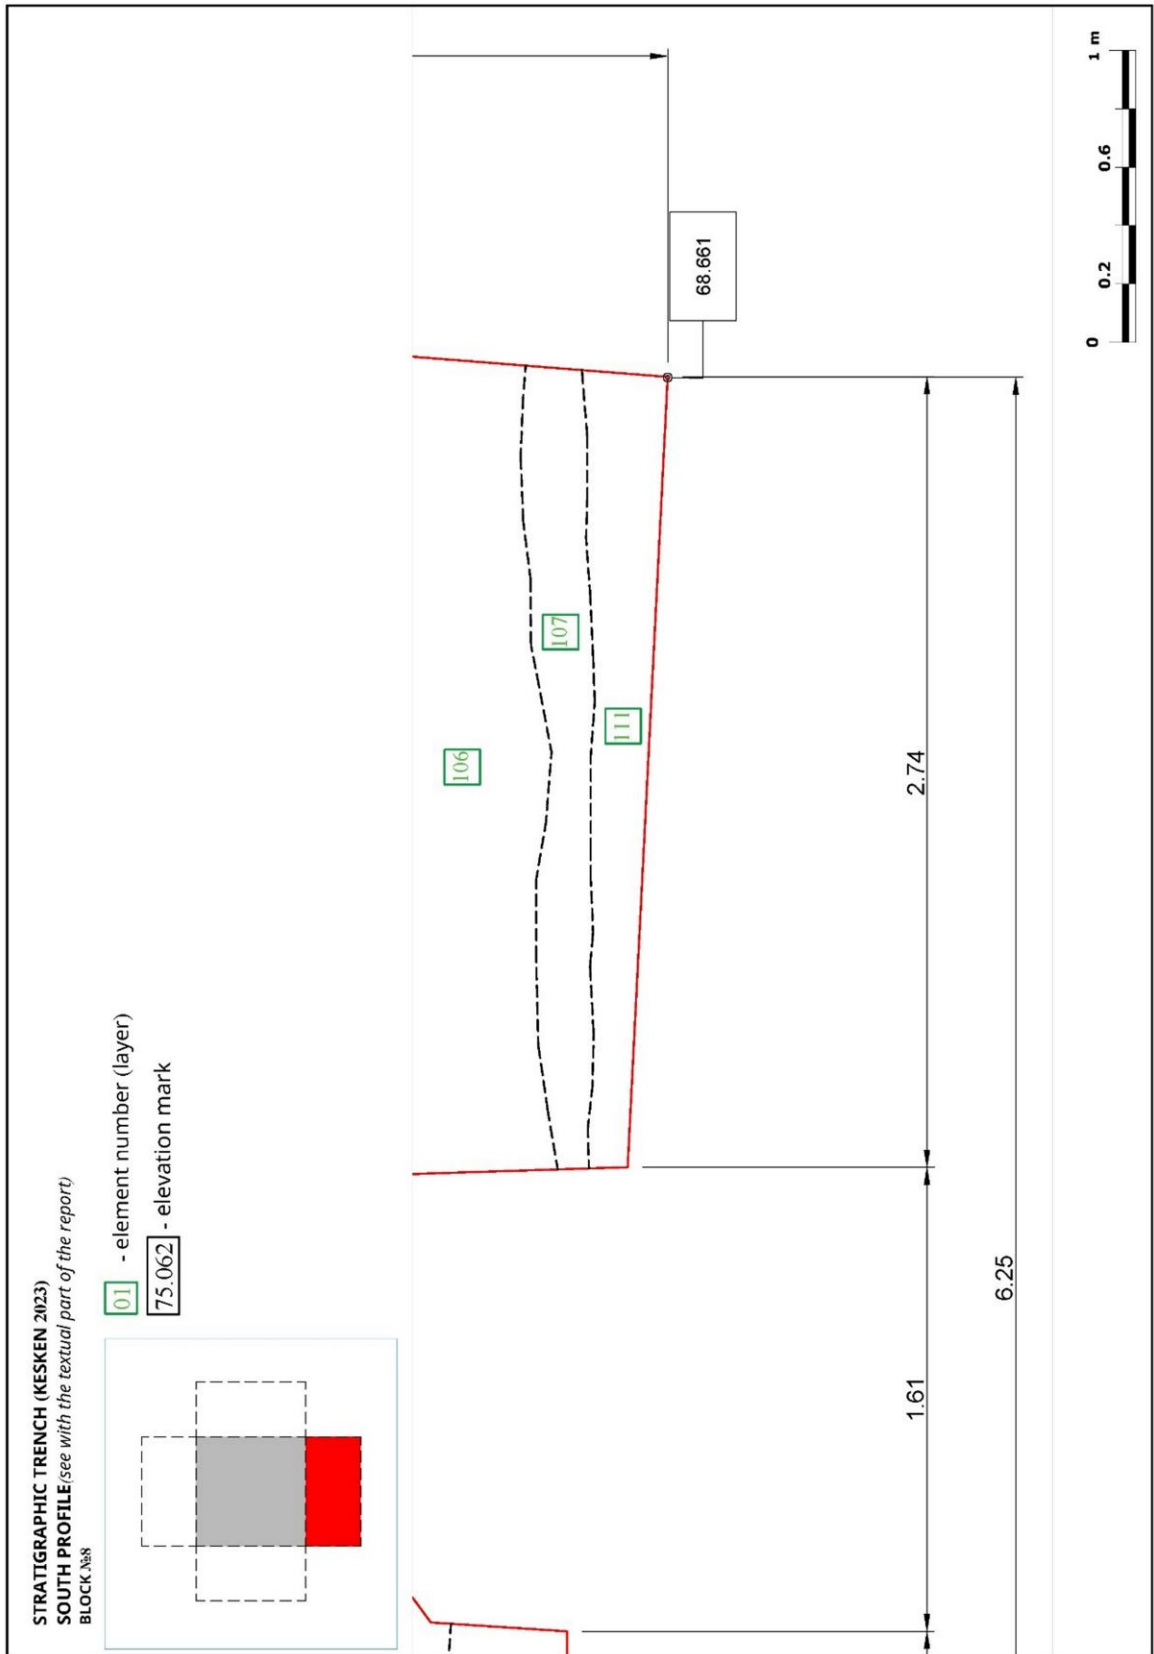 STRATIGRAPHIC TRENCH (KESKEN 2023)
SOUTH PROFILE(see with the textual part of the report)
BLOCK №8
01 - element number (layer)
75.062 - elevation mark
106
107
111
68.661
1.61
2.74
6.25
0 0.2 0.6 1 m